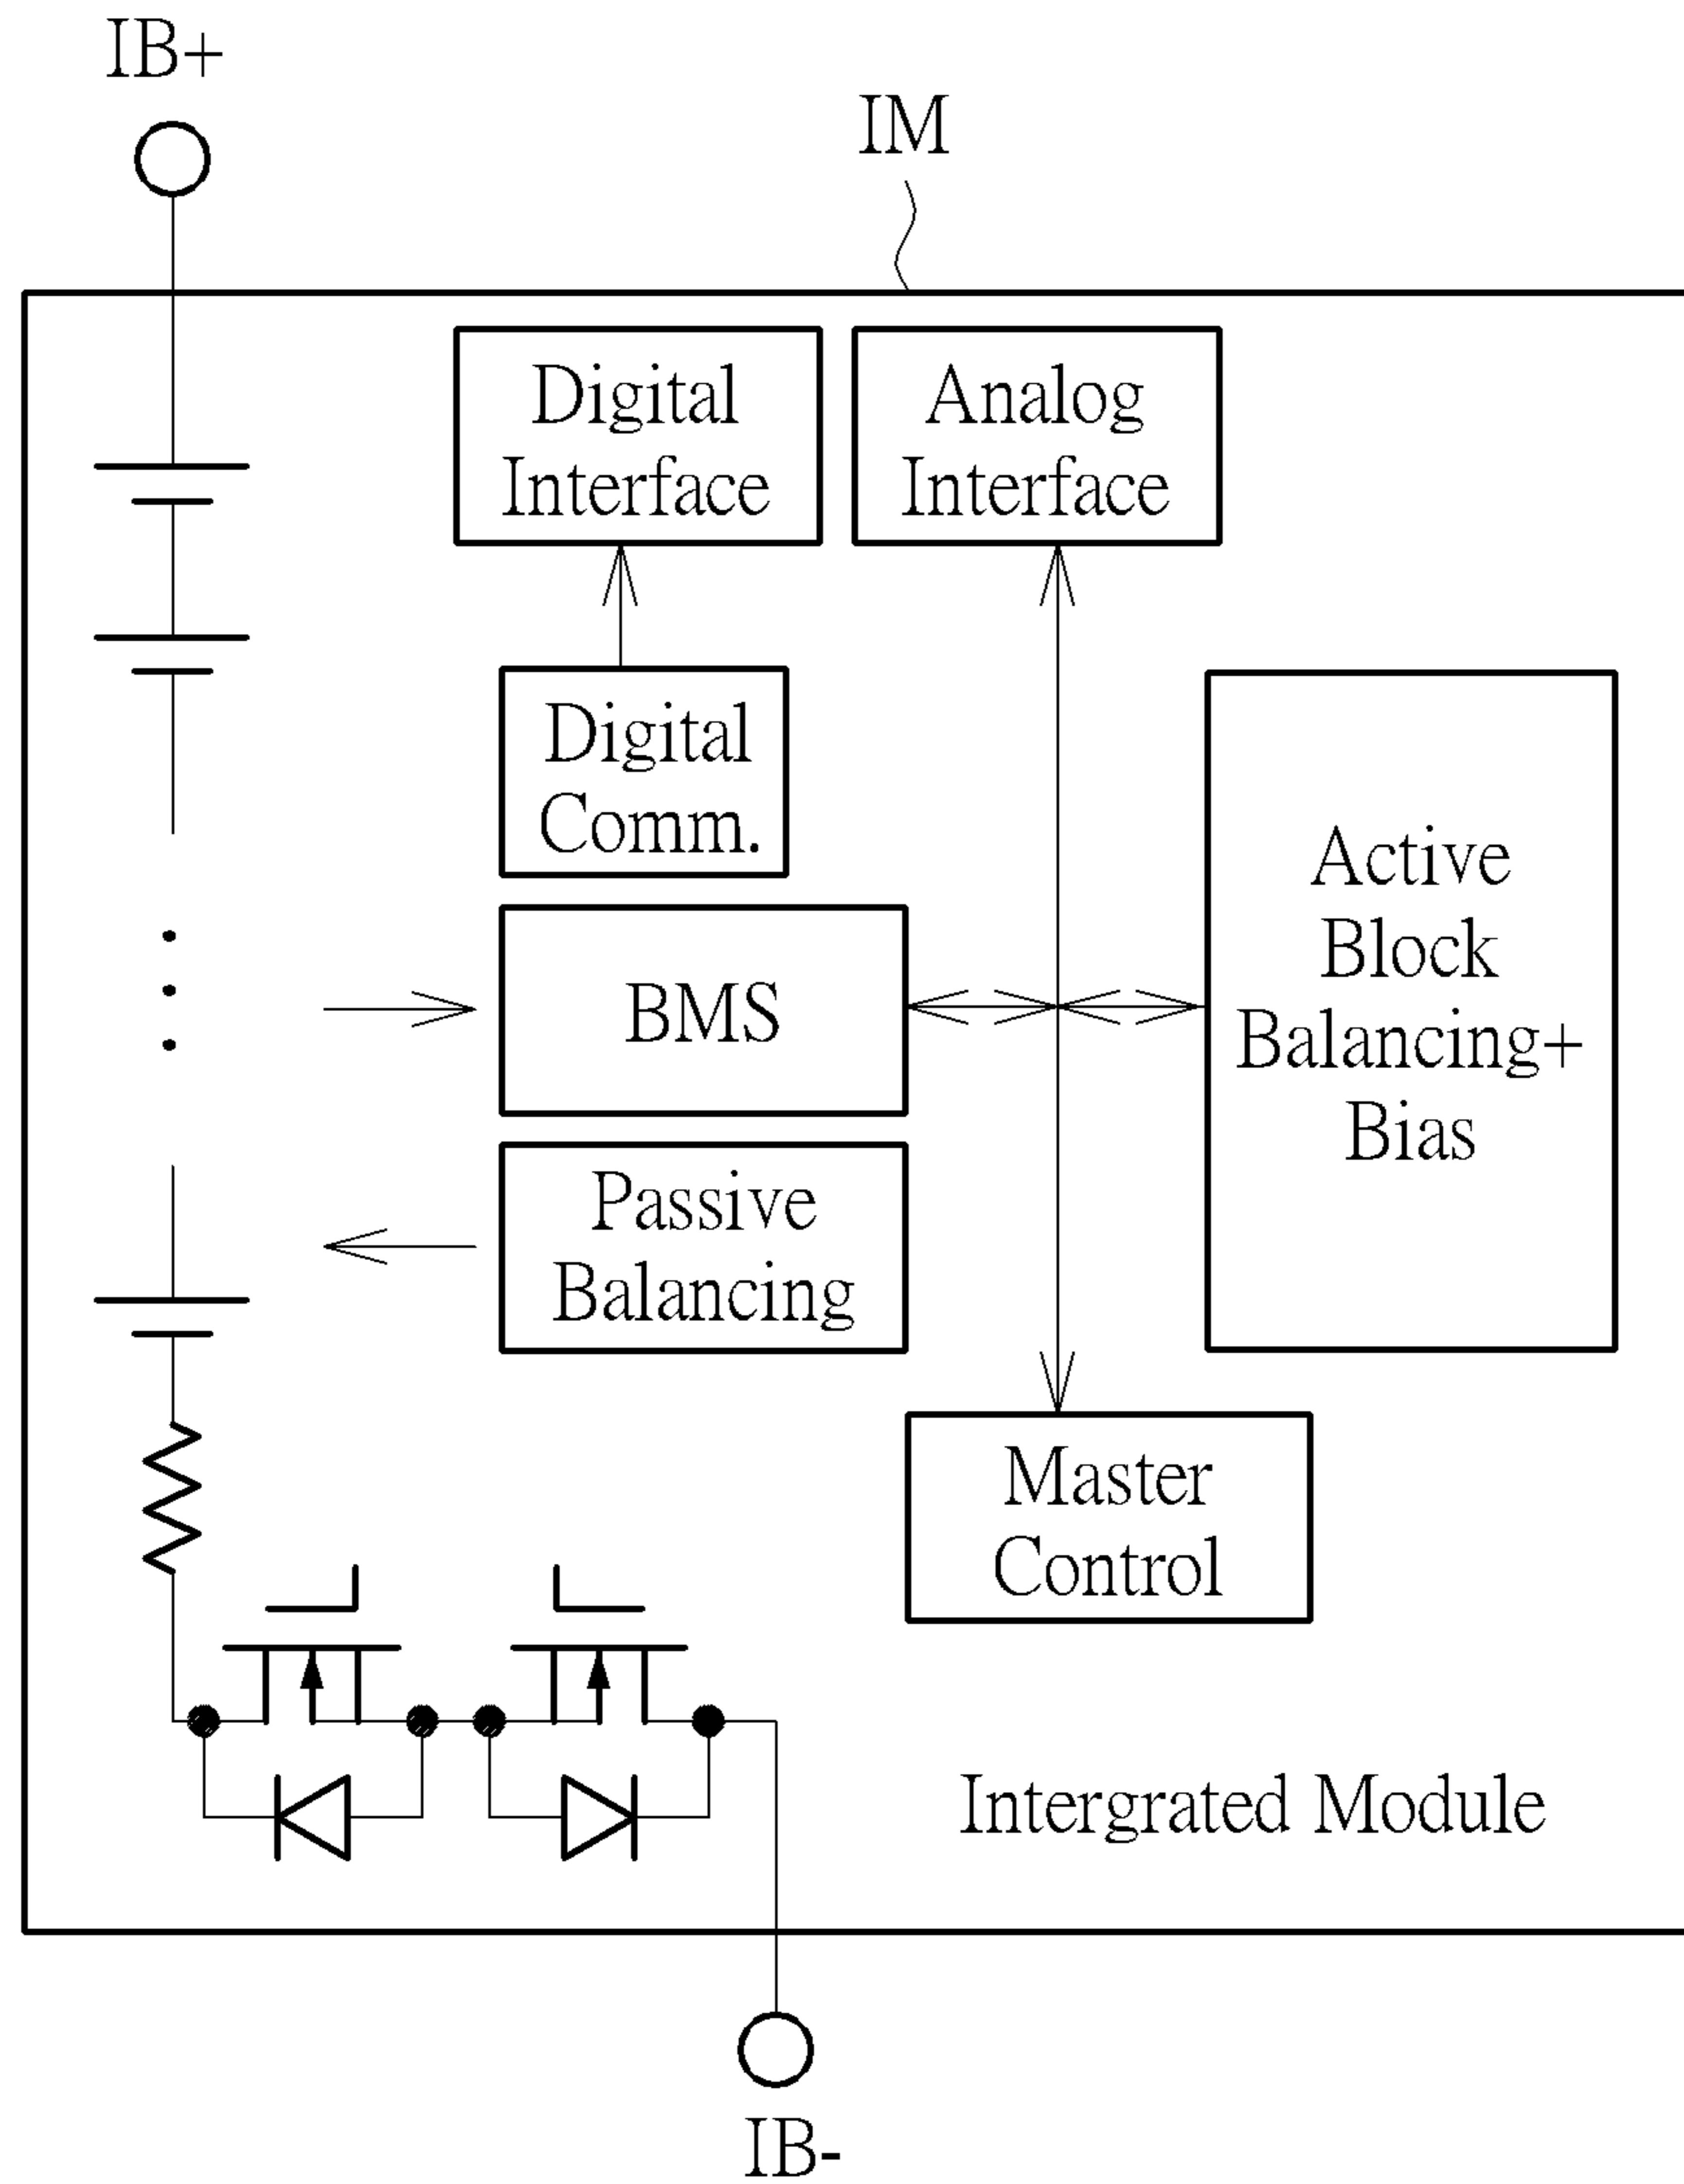 IB+
IM
Digital
Interface
Analog
Interface
Digital
Comm.
Active
Block
Balancing+
Bias
BMS
Passive
Balancing
Master
Control
Intergrated Module
IB-